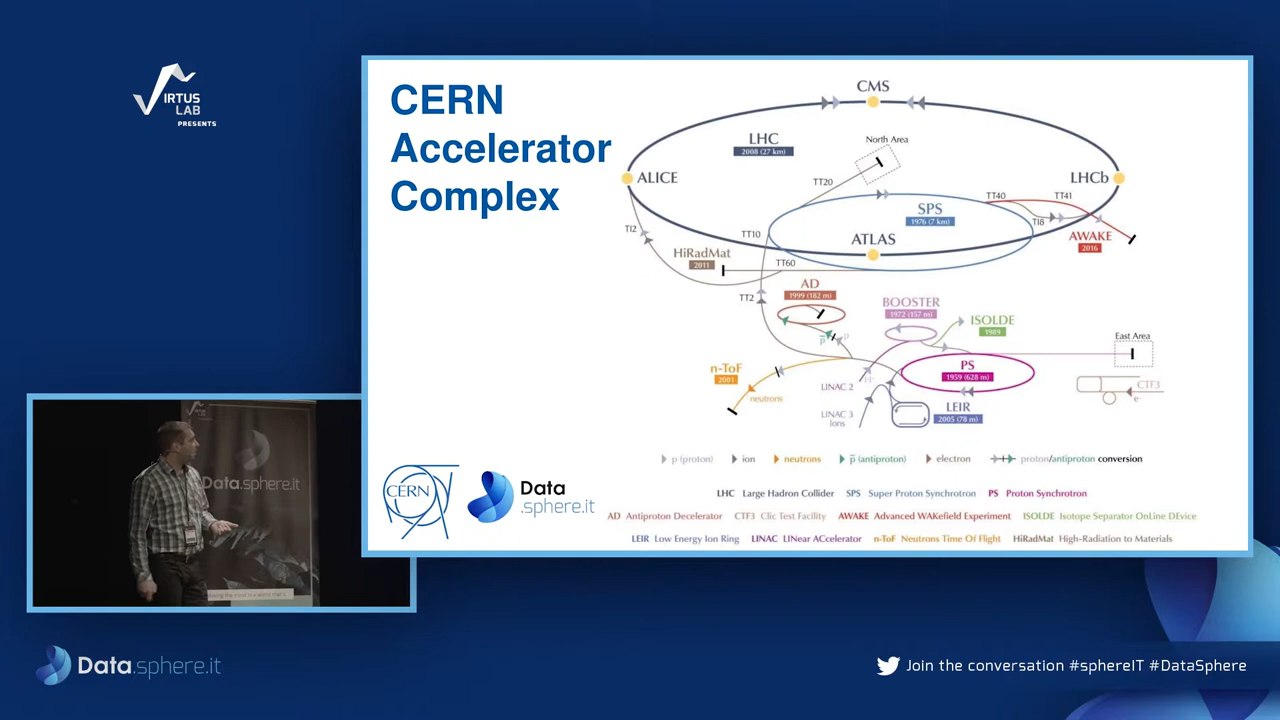 VIRTUS
LAB
PRESENTS
CERN
Accelerator
Complex
CMS
LHC
2008 (27 km)
North Area
ALICE
LHCb
TT20
TT40
TT41
SPS
1976 (7 km)
TI2
TT10
TI8
ATLAS
AWAKE
2016
HiRadMat
2011
TT60
AD
1999 (182 m)
TT2
BOOSTER
1972 (157 m)
ISOLDE
1989
p̅
p
East Area
n-ToF
2001
PS
1959 (628 m)
LINAC 2
H-
neutrons
CTF3
e-
LINAC 3
Ions
LEIR
2005 (78 m)
p (proton) ion neutrons p̅ (antiproton) electron proton/antiproton conversion
LHC Large Hadron Collider SPS Super Proton Synchrotron PS Proton Synchrotron
AD Antiproton Decelerator CTF3 Clic Test Facility AWAKE Advanced WAKefield Experiment ISOLDE Isotope Separator OnLine DEvice
LEIR Low Energy Ion Ring LINAC LINear ACcelerator n-ToF Neutrons Time Of Flight HiRadMat High-Radiation to Materials
CERN
Data
.sphere.it
Data.sphere.it
Data.sphere.it
Join the conversation #sphereIT #DataSphere